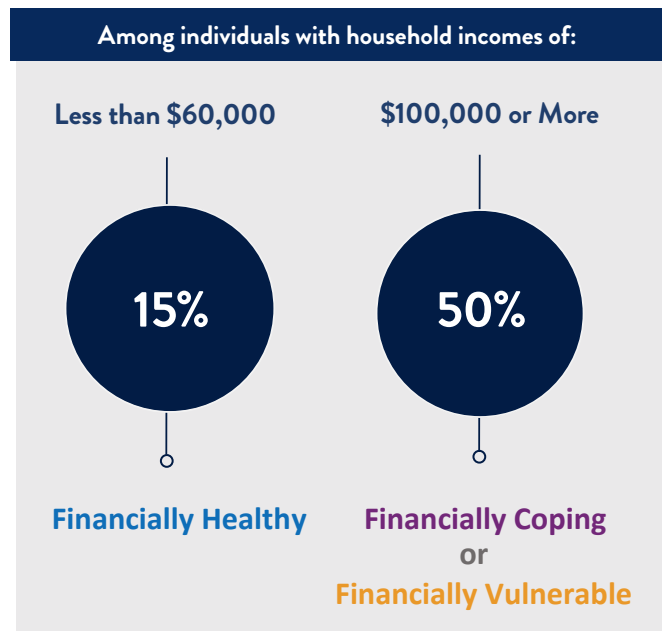 Among individuals with household incomes of:
Less than $60,000
$100,000 or More
15%
50%
Financially Healthy
Financially Coping
or
Financially Vulnerable